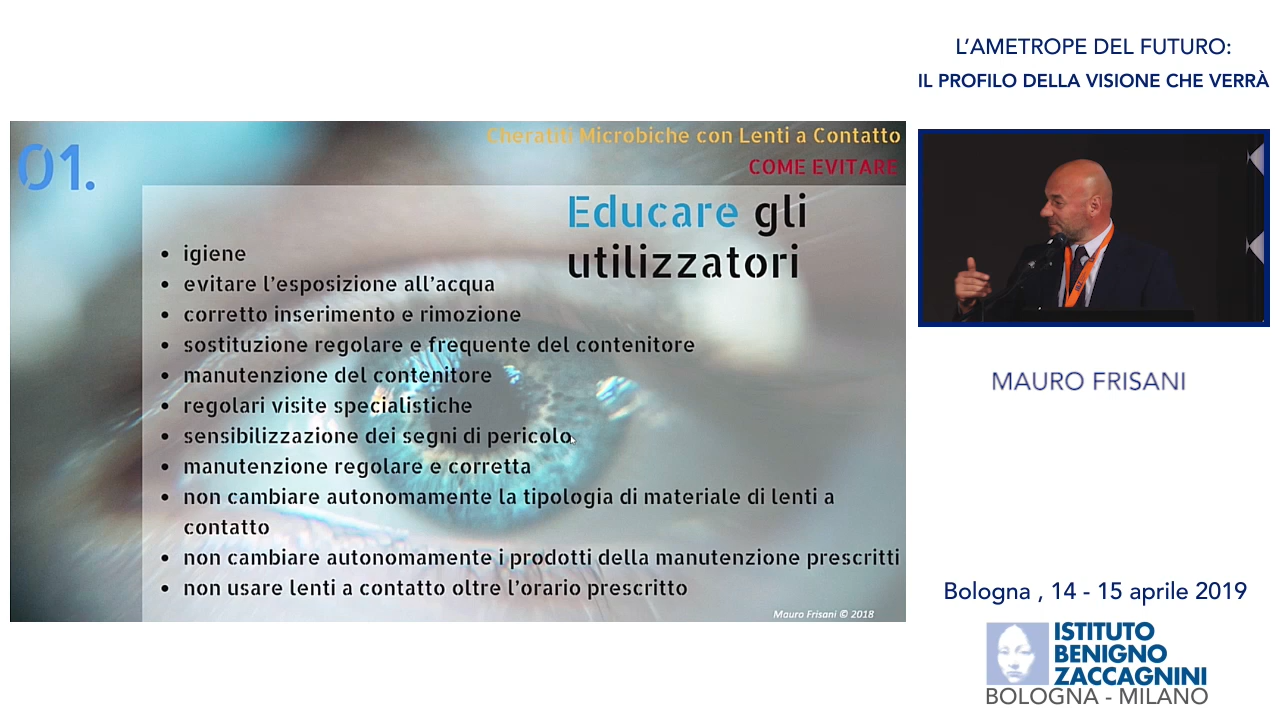 L'AMETROPE DEL FUTURO:
IL PROFILO DELLA VISIONE CHE VERRÀ
01.
Cheratiti Microbiche con Lenti a Contatto
COME EVITARE
Educare gli
utilizzatori
• igiene
• evitare l'esposizione all'acqua
• corretto inserimento e rimozione
• sostituzione regolare e frequente del contenitore
• manutenzione del contenitore
• regolari visite specialistiche
• sensibilizzazione dei segni di pericolo
• manutenzione regolare e corretta
• non cambiare autonomamente la tipologia di materiale di lenti a
contatto
• non cambiare autonomamente i prodotti della manutenzione prescritti
• non usare lenti a contatto oltre l'orario prescritto
Mauro Frisani © 2018
MAURO FRISANI
Bologna , 14 - 15 aprile 2019
ISTITUTO
BENIGNO
ZACCAGNINI
BOLOGNA - MILANO